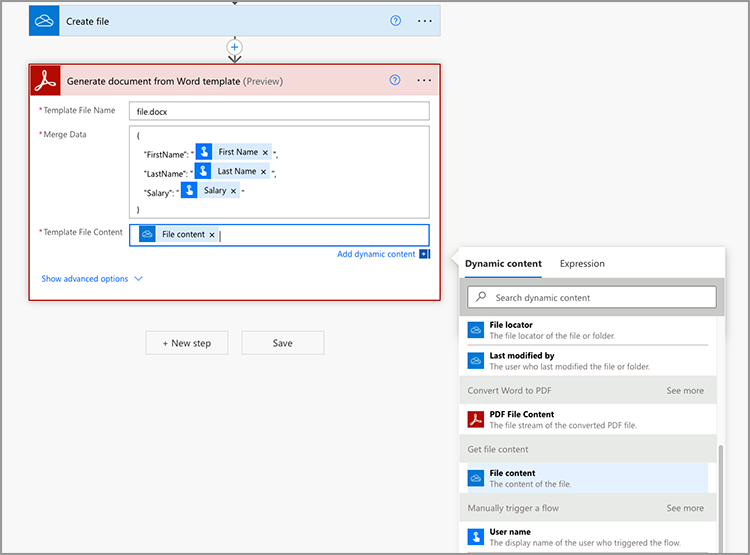 Create file
Generate document from Word template (Preview)
* Template File Name
file.docx
* Merge Data
{
"FirstName": " First Name × ",
"LastName": " Last Name × ",
"Salary": " Salary × "
}
* Template File Content
File content ×
Add dynamic content
Show advanced options
+ New step
Save
Dynamic content
Expression
Search dynamic content
File locator
The file locator of the file or folder.
Last modified by
The user who last modified the file or folder.
Convert Word to PDF
See more
PDF File Content
The file stream of the converted PDF file.
Get file content
File content
The content of the file.
Manually trigger a flow
See more
User name
The display name of the user who triggered the flow.